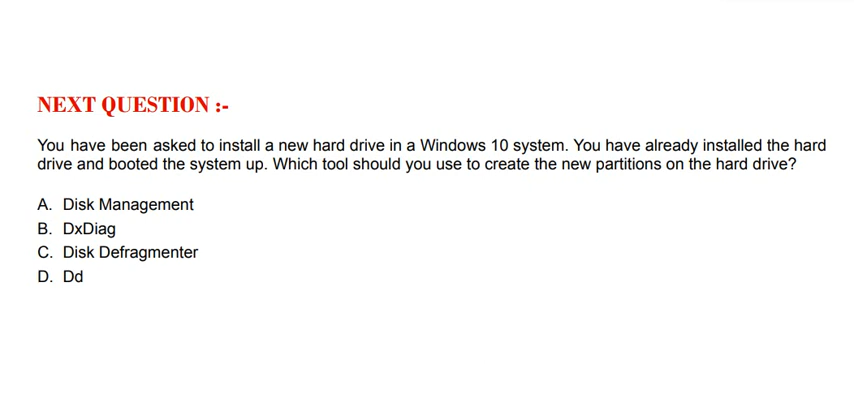 NEXT QUESTION :-
You have been asked to install a new hard drive in a Windows 10 system. You have already installed the hard
drive and booted the system up. Which tool should you use to create the new partitions on the hard drive?
A. Disk Management
B. DxDiag
C. Disk Defragmenter
D. Dd